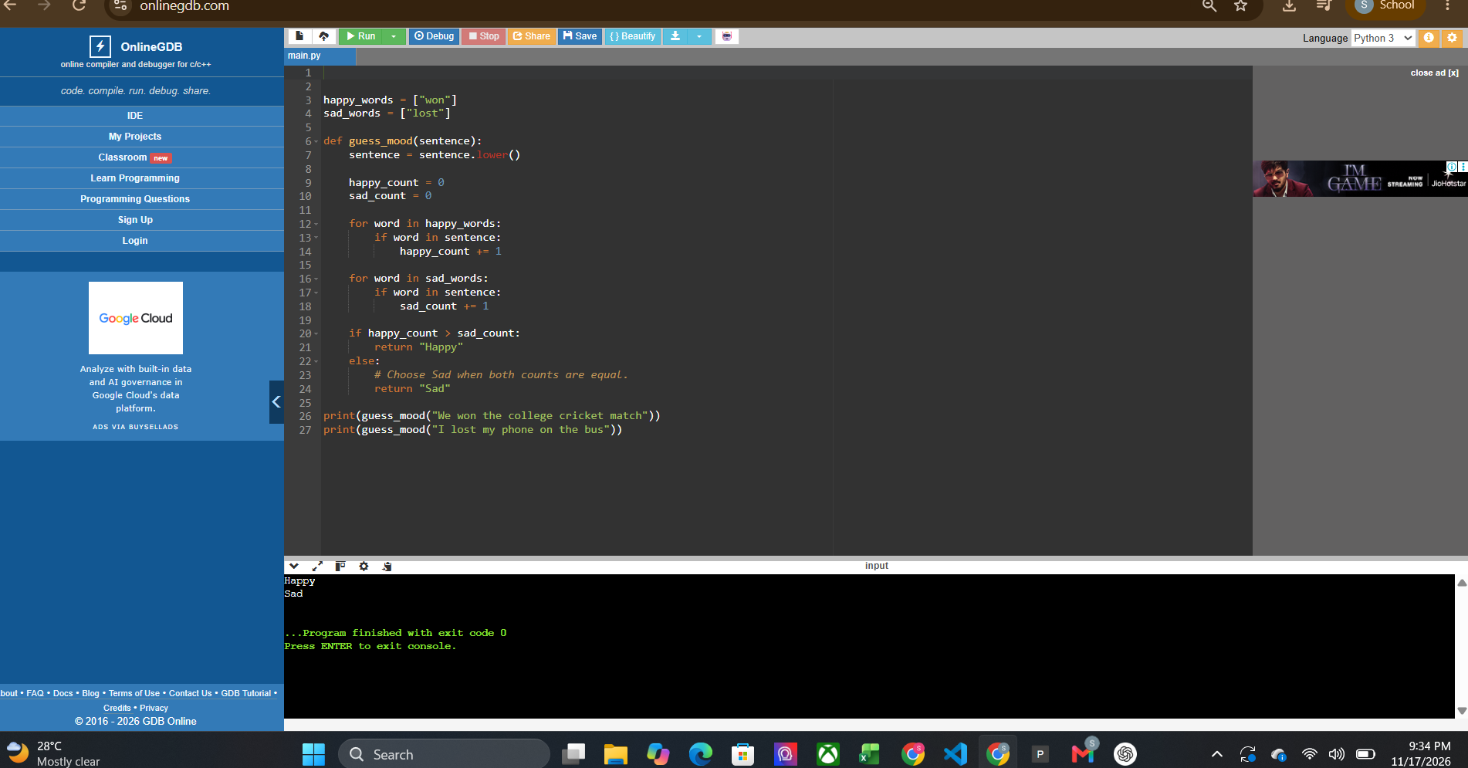 onlinegdb.com
S School
OnlineGDB
online compiler and debugger for c/c++
code. compile. run. debug. share.
IDE
My Projects
Classroom new
Learn Programming
Programming Questions
Sign Up
Login
Google Cloud
Analyze with built-in data
and AI governance in
Google Cloud's data
platform.
ADS VIA BUYSELLADS
bout • FAQ • Docs • Blog • Terms of Use • Contact Us • GDB Tutorial •
Credits • Privacy
© 2016 - 2026 GDB Online
Run Debug Stop Share Save {} Beautify
Language Python 3
main.py
1
2
3 happy_words = ["won"]
4 sad_words = ["lost"]
5
6 def guess_mood(sentence):
7 sentence = sentence.lower()
8
9 happy_count = 0
10 sad_count = 0
11
12 for word in happy_words:
13 if word in sentence:
14 happy_count += 1
15
16 for word in sad_words:
17 if word in sentence:
18 sad_count += 1
19
20 if happy_count > sad_count:
21 return "Happy"
22 else:
23 # Choose Sad when both counts are equal.
24 return "Sad"
25
26 print(guess_mood("We won the college cricket match"))
27 print(guess_mood("I lost my phone on the bus"))
close ad [x]
I'M
GAME
NOW
STREAMING
JioHotstar
input
Happy
Sad
...Program finished with exit code 0
Press ENTER to exit console.
28°C
Mostly clear
Search
9:34 PM
11/17/2026